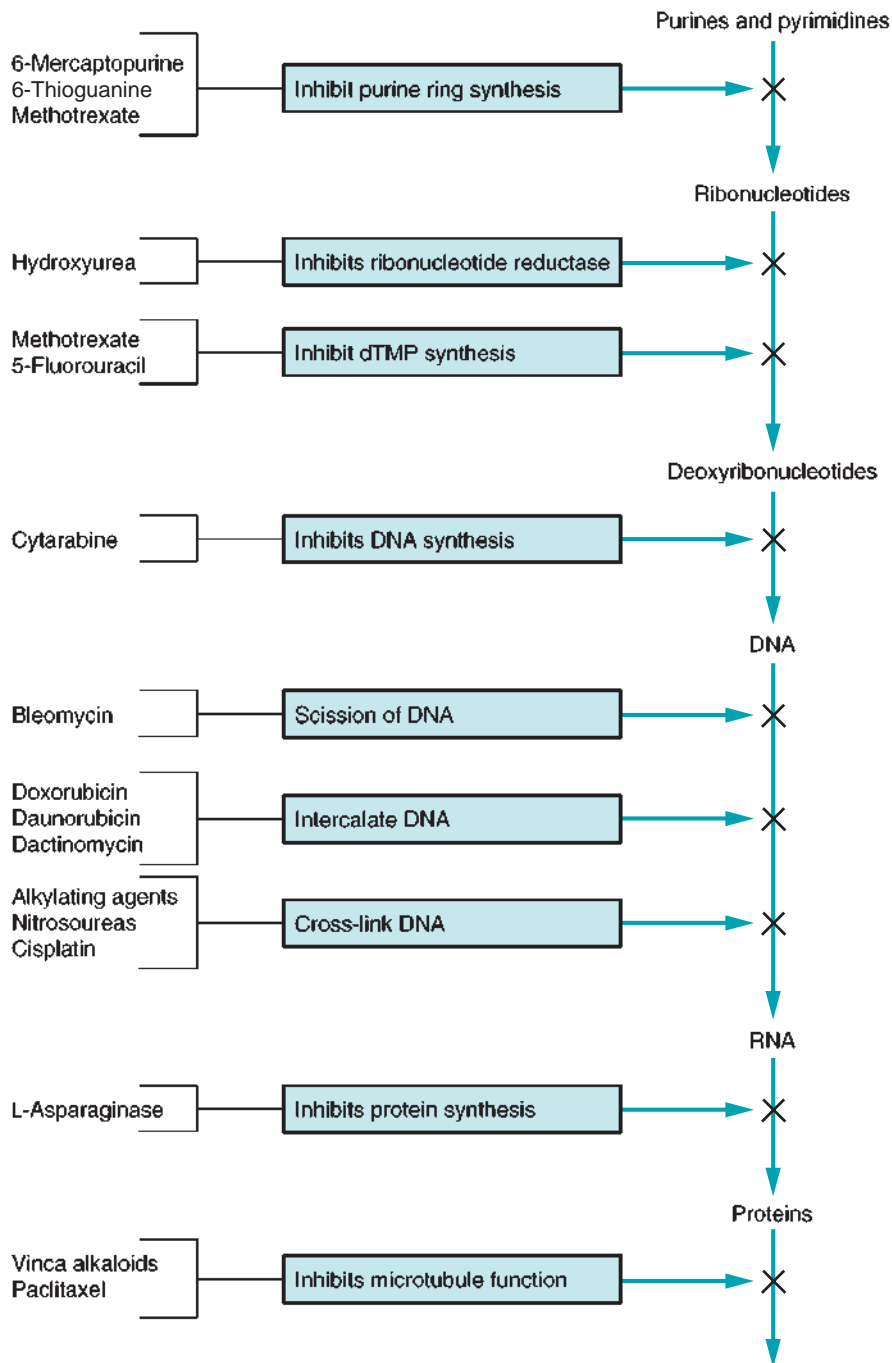 Purines and pyrimidines
6-Mercaptopurine
6-Thioguanine
Methotrexate
Inhibit purine ring synthesis
Ribonucleotides
Hydroxyurea
Inhibits ribonucleotide reductase
Methotrexate
5-Fluorouracil
Inhibit dTMP synthesis
Deoxyribonucleotides
Cytarabine
Inhibits DNA synthesis
DNA
Bleomycin
Scission of DNA
Doxorubicin
Daunorubicin
Dactinomycin
Intercalate DNA
Alkylating agents
Nitrosoureas
Cisplatin
Cross-link DNA
RNA
L-Asparaginase
Inhibits protein synthesis
Proteins
Vinca alkaloids
Paclitaxel
Inhibits microtubule function